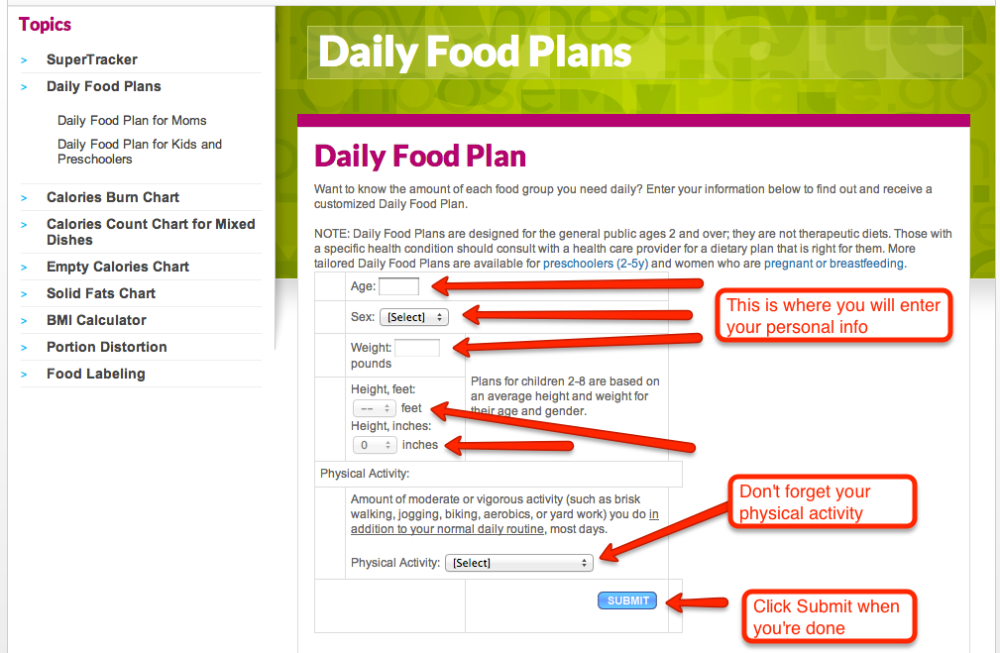 Topics
> SuperTracker
> Daily Food Plans
Daily Food Plan for Moms
Daily Food Plan for Kids and
Preschoolers
> Calories Burn Chart
> Calories Count Chart for Mixed
Dishes
> Empty Calories Chart
> Solid Fats Chart
> BMI Calculator
> Portion Distortion
> Food Labeling
Daily Food Plans
Daily Food Plan
Want to know the amount of each food group you need daily? Enter your information below to find out and receive a
customized Daily Food Plan.
NOTE: Daily Food Plans are designed for the general public ages 2 and over; they are not therapeutic diets. Those with
a specific health condition should consult with a health care provider for a dietary plan that is right for them. More
tailored Daily Food Plans are available for preschoolers (2-5y) and women who are pregnant or breastfeeding.
Age:
Sex: [Select]
This is where you will enter
your personal info
Weight:
pounds
Height, feet:
-- feet
Height, inches:
0 inches
Plans for children 2-8 are based on
an average height and weight for
their age and gender.
Physical Activity:
Amount of moderate or vigorous activity (such as brisk
walking, jogging, biking, aerobics, or yard work) you do in
addition to your normal daily routine, most days.
Don't forget your
physical activity
Physical Activity: [Select]
SUBMIT
Click Submit when
you're done